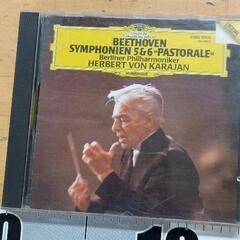 BEETHOVEN
SYMPHONIEN 5&6 »PASTORALE«
Berliner Philharmoniker
HERBERT VON KARAJAN